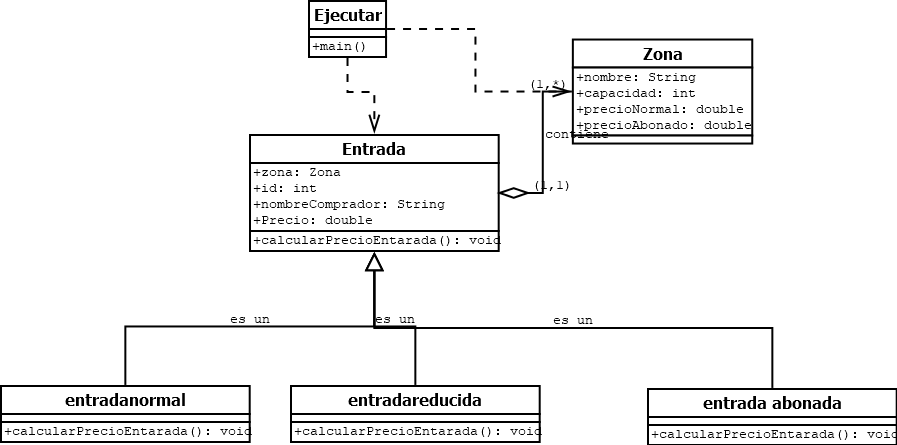 Ejecutar
+main()
Zona
+nombre: String
+capacidad: int
+precioNormal: double
+precioAbonado: double
(1,*)
contiene
(1,1)
Entrada
+zona: Zona
+id: int
+nombreComprador: String
+Precio: double
+calcularPrecioEntarada(): void
es un
es un
es un
entradanormal
+calcularPrecioEntarada(): void
entradareducida
+calcularPrecioEntarada(): void
entrada abonada
+calcularPrecioEntarada(): void